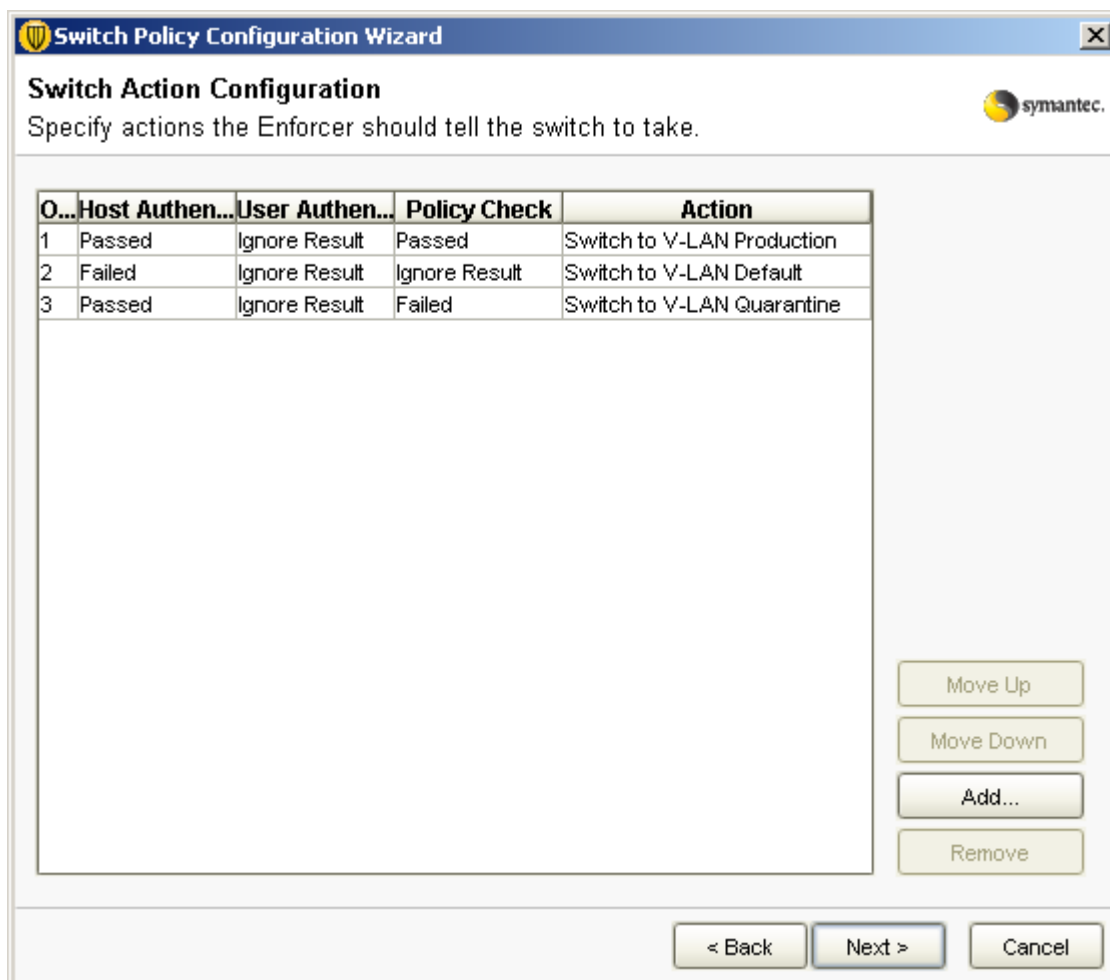 Switch Policy Configuration Wizard
Switch Action Configuration
Specify actions the Enforcer should tell the switch to take.
symantec.
O... Host Authen... User Authen... Policy Check Action
1 Passed Ignore Result Passed Switch to V-LAN Production
2 Failed Ignore Result Ignore Result Switch to V-LAN Default
3 Passed Ignore Result Failed Switch to V-LAN Quarantine
Move Up
Move Down
Add...
Remove
< Back Next > Cancel